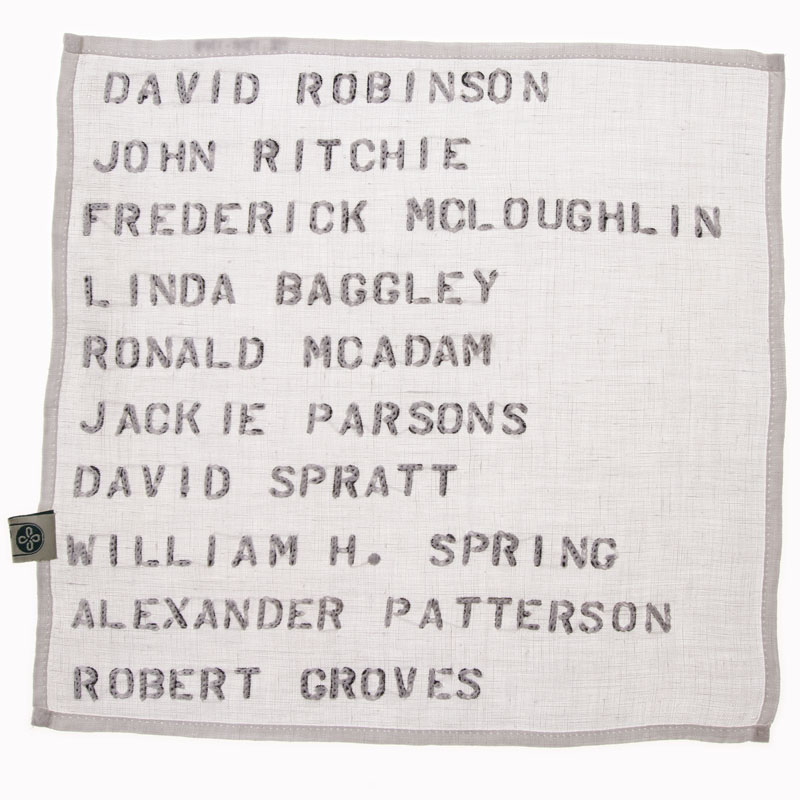 DAVID ROBINSON
JOHN RITCHIE
FREDERICK MCLOUGHLIN
LINDA BAGGLEY
RONALD MCADAM
JACKIE PARSONS
DAVID SPRATT
WILLIAM H. SPRING
ALEXANDER PATTERSON
ROBERT GROVES